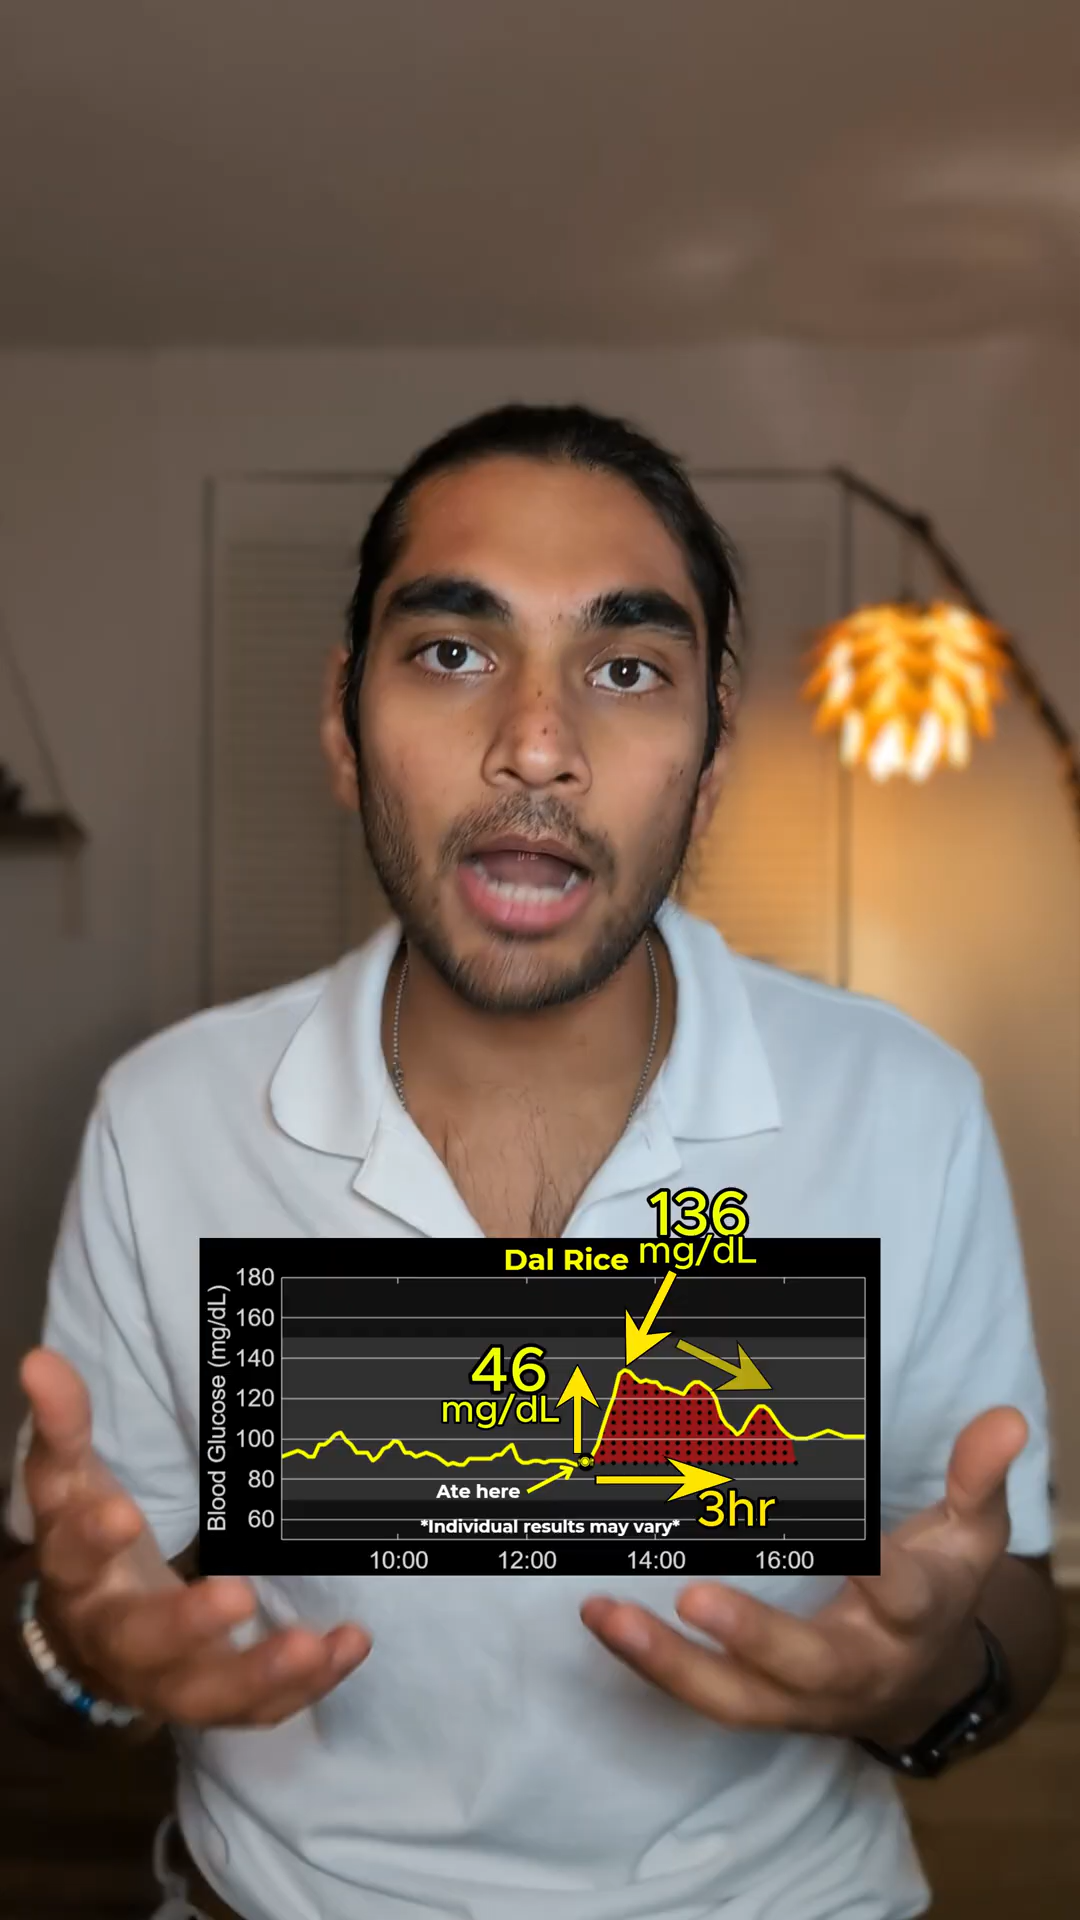 136
mg/dL
Dal Rice
Blood Glucose (mg/dL)
180
160
140
120
100
80
60
46
mg/dL
Ate here
3hr
*Individual results may vary*
10:00
12:00
14:00
16:00